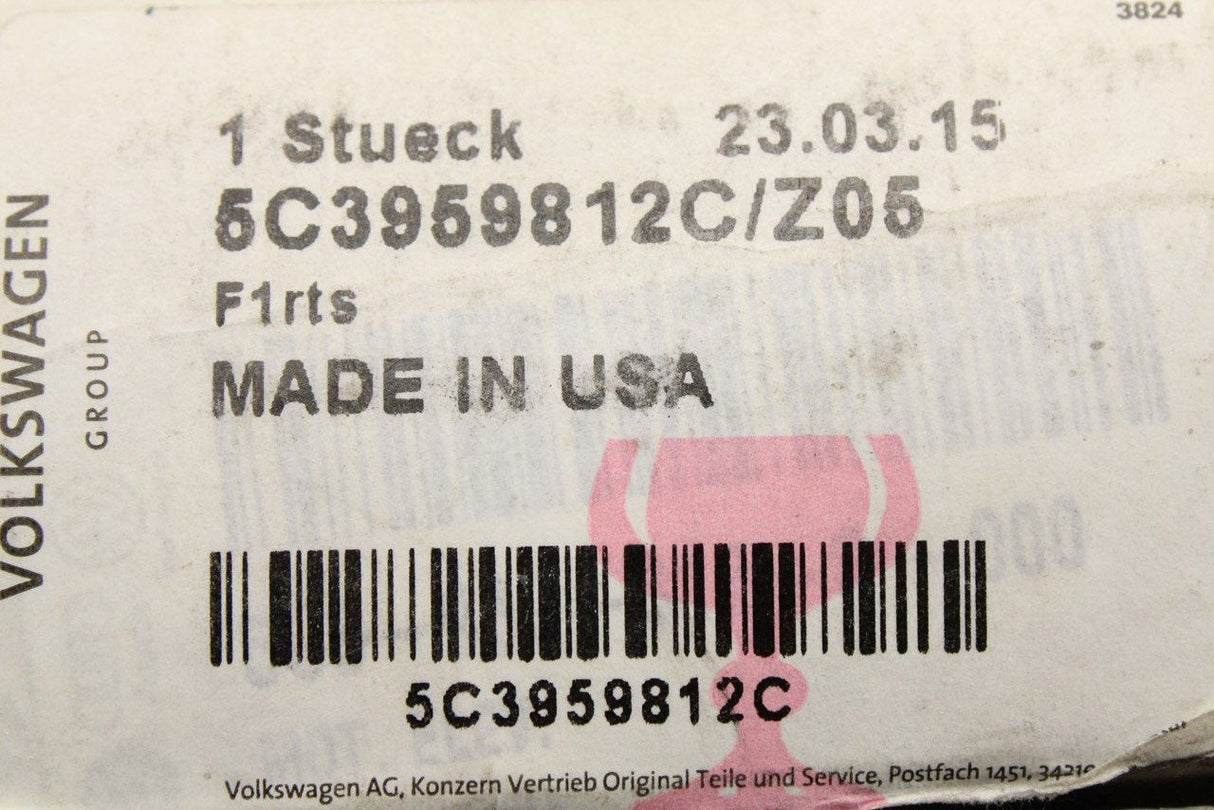 3824
VOLKSWAGEN
GROUP
1 Stueck 23.03.15
5C3959812C/Z05
F1rts
MADE IN USA
5C3959812C
Volkswagen AG, Konzern Vertrieb Original Teile und Service, Postfach 1451,